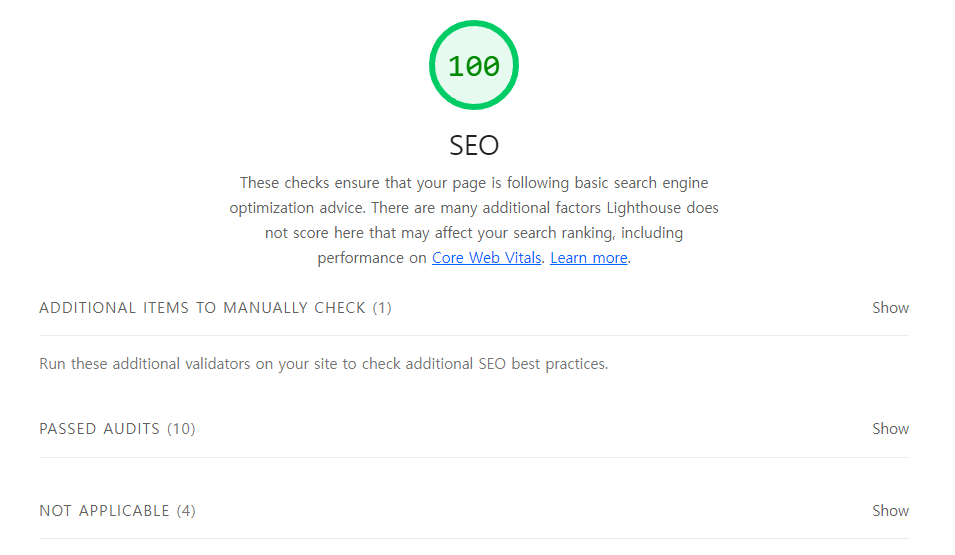 100
SEO
These checks ensure that your page is following basic search engine
optimization advice. There are many additional factors Lighthouse does
not score here that may affect your search ranking, including
performance on Core Web Vitals. Learn more.
ADDITIONAL ITEMS TO MANUALLY CHECK (1) Show
Run these additional validators on your site to check additional SEO best practices.
PASSED AUDITS (10) Show
NOT APPLICABLE (4) Show